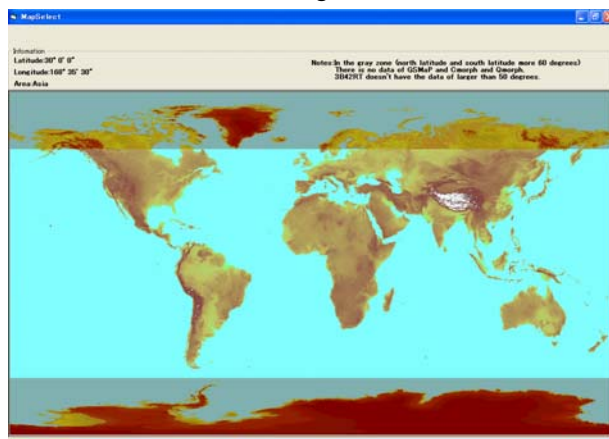 MapSelect
Infomation
Latitude:30° 0' 0"
Longitude:160° 35' 30"
Area:Asia
Notes:In the gray zone (north latitude and south latitude more 60 degrees)
There is no data of GSMaP and Cmorph and Qmorph.
3B42RT doesn't have the data of larger than 50 degrees.